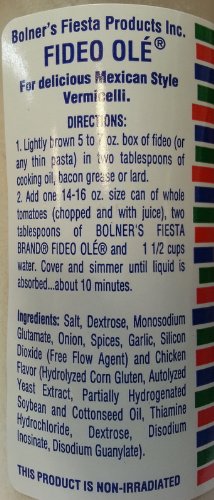 Bolner's Fiesta Products Inc.
FIDEO OLÉ®
For delicious Mexican Style
Vermicelli.
DIRECTIONS:
1. Lightly brown 5 to 7 oz. box of fideo (or
any thin pasta) in two tablespoons of
cooking oil, bacon grease or lard.
2. Add one 14-16 oz. size can of whole
tomatoes (chopped and with juice), two
tablespoons of BOLNER'S FIESTA
BRAND® FIDEO OLÉ® and 1 1/2 cups
water. Cover and simmer until liquid
is absorbed...about 10 minutes.
Ingredients: Salt, Dextrose, Monosodium
Glutamate, Onion, Spices, Garlic, Silicon
Dioxide (Free Flow Agent) and Chicken
Flavor (Hydrolyzed Corn Gluten, Autolyzed
Yeast Extract, Partially Hydrogenated
Soybean and Cottonseed Oil, Thiamine
Hydrochloride, Dextrose, Disodium
Inosinate, Disodium Guanylate).
THIS PRODUCT IS NON-IRRADIATED